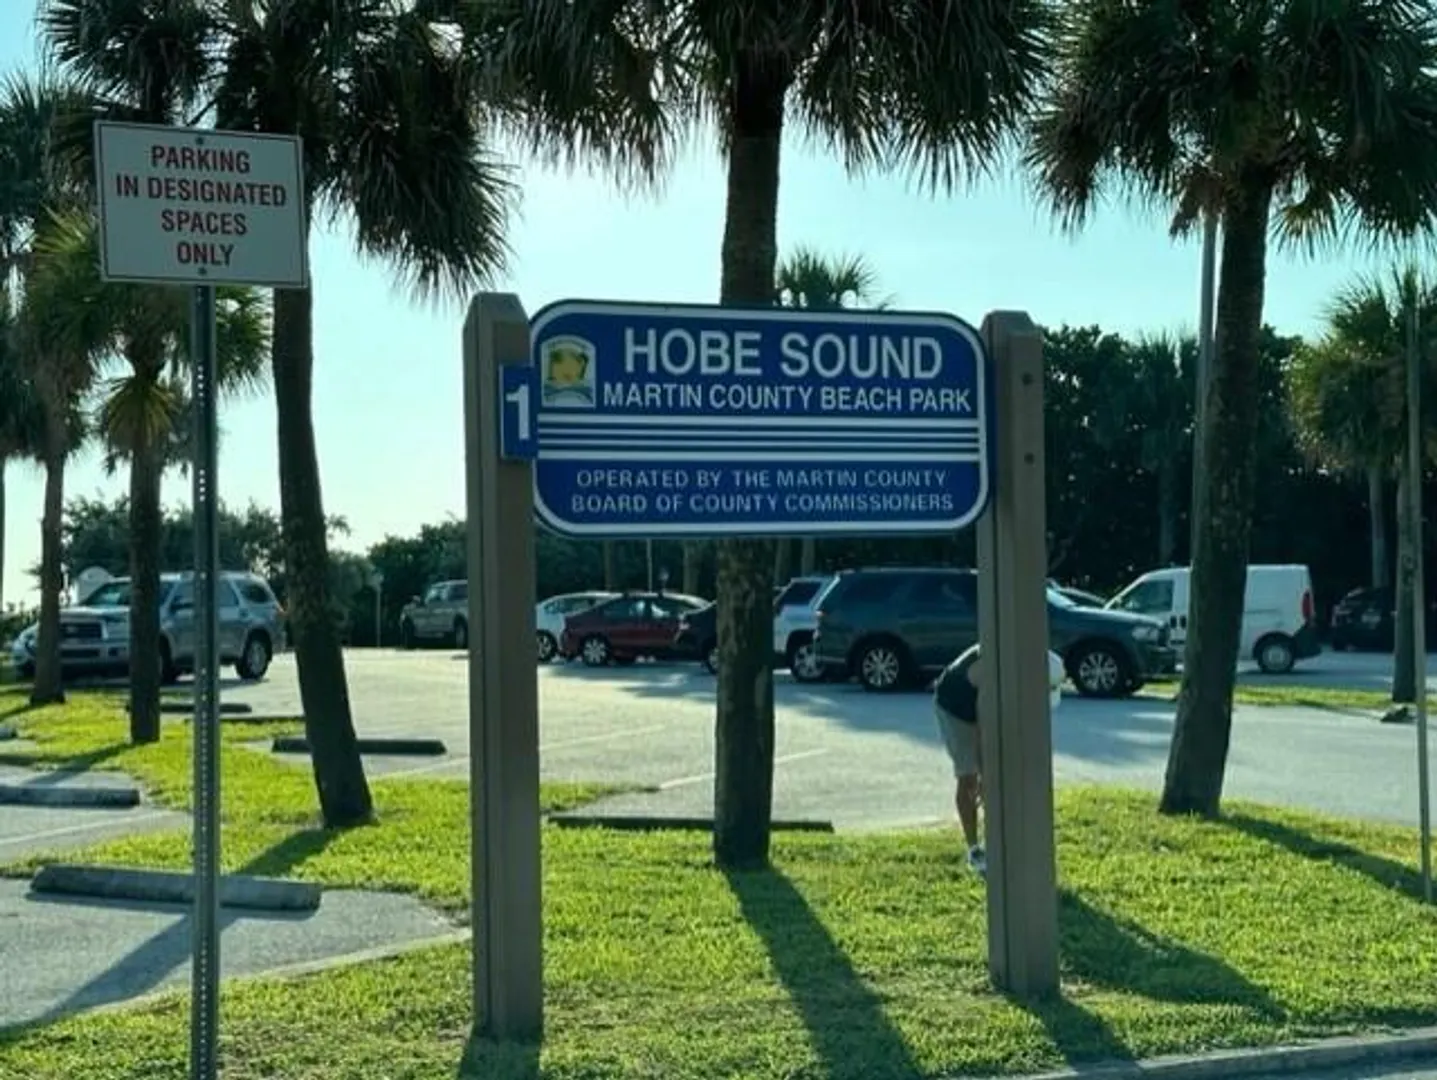 PARKING
IN DESIGNATED
SPACES
ONLY
1
HOBE SOUND
MARTIN COUNTY BEACH PARK
OPERATED BY THE MARTIN COUNTY
BOARD OF COUNTY COMMISSIONERS